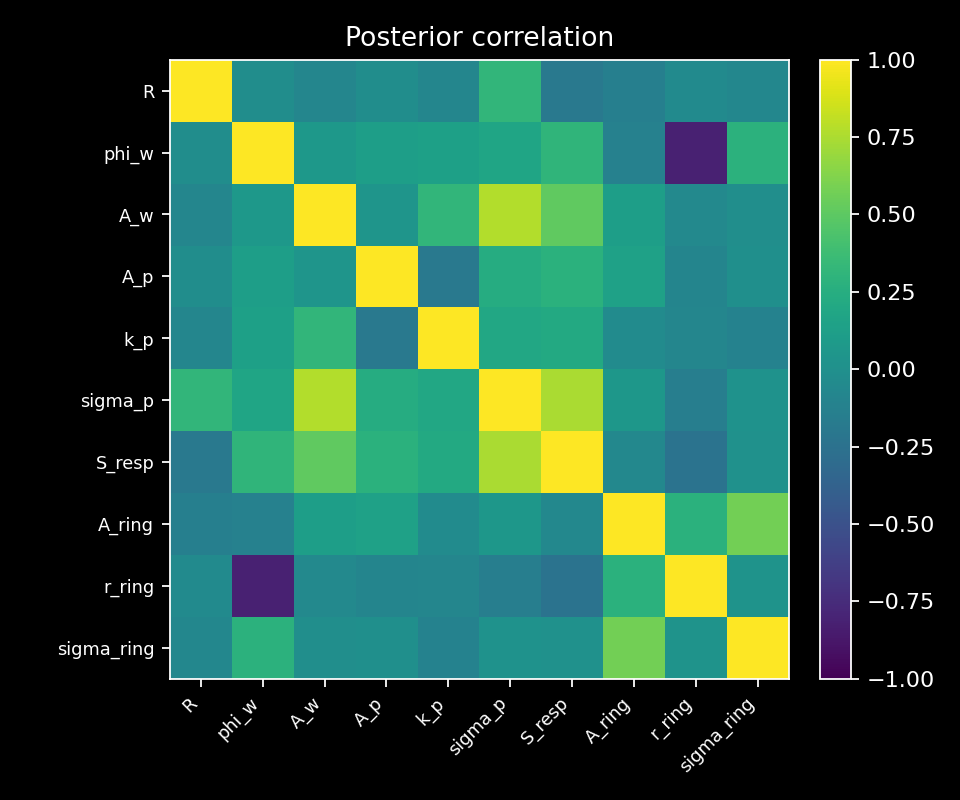 Posterior correlation
R
phi_w
A_w
A_p
k_p
sigma_p
S_resp
A_ring
r_ring
sigma_ring
R
phi_w
A_w
A_p
k_p
sigma_p
S_resp
A_ring
r_ring
sigma_ring
1.00
0.75
0.50
0.25
0.00
−0.25
−0.50
−0.75
−1.00